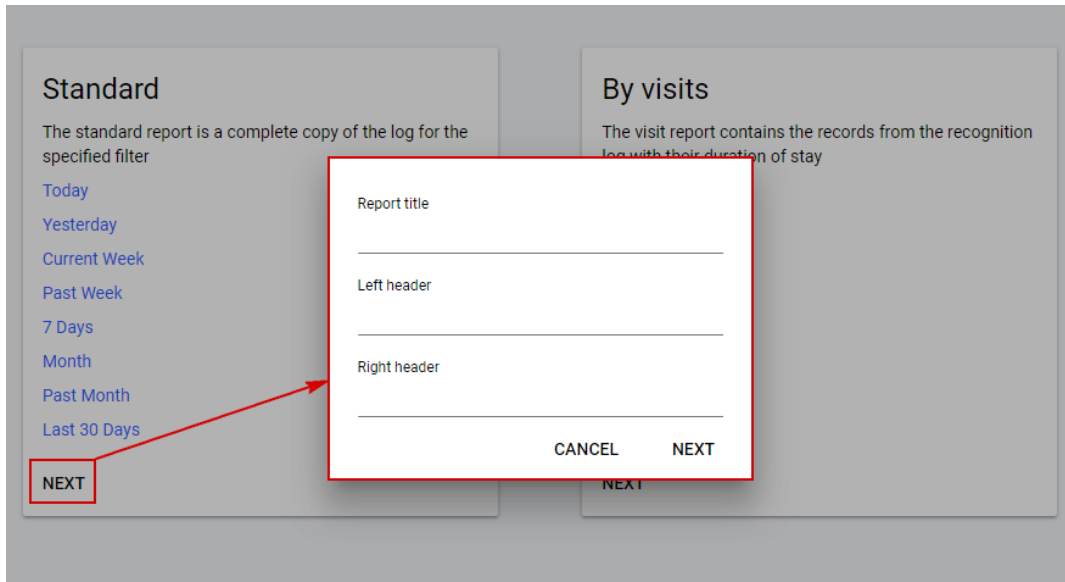 Standard
The standard report is a complete copy of the log for the
specified filter
Today
Yesterday
Current Week
Past Week
7 Days
Month
Past Month
Last 30 Days
NEXT
By visits
The visit report contains the records from the recognition
log with their duration of stay
NEXT
Report title
Left header
Right header
CANCEL NEXT